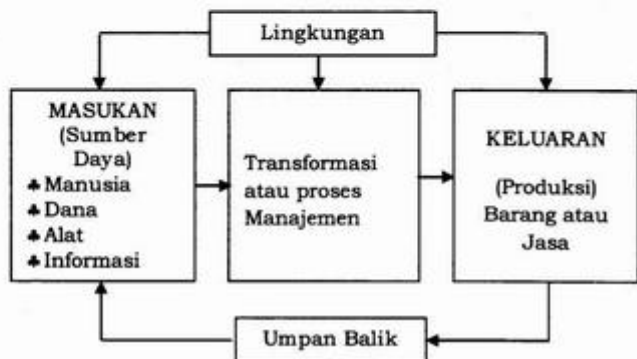 Lingkungan
MASUKAN
(Sumber
Daya)
♣ Manusia
♣ Dana
♣ Alat
♣ Informasi
Transformasi
atau proses
Manajemen
KELUARAN
(Produksi)
Barang atau
Jasa
Umpan Balik